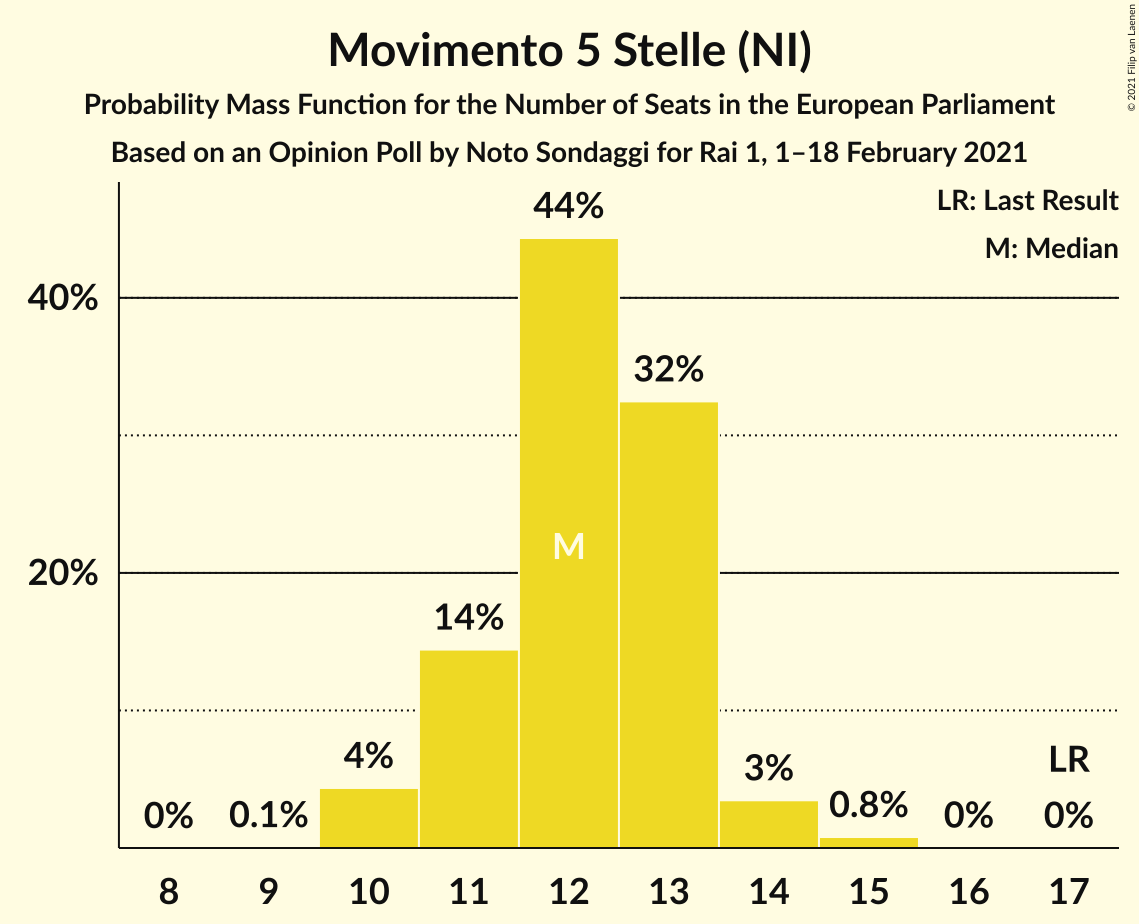 Movimento 5 Stelle (NI)
Probability Mass Function for the Number of Seats in the European Parliament
Based on an Opinion Poll by Noto Sondaggi for Rai 1, 1–18 February 2021
© 2021 Filip van Laenen
LR: Last Result
M: Median
44%
40%
32%
M
20%
14%
4%
3%
LR
0%
0.1%
0.8%
0%
0%
8 9 10 11 12 13 14 15 16 17